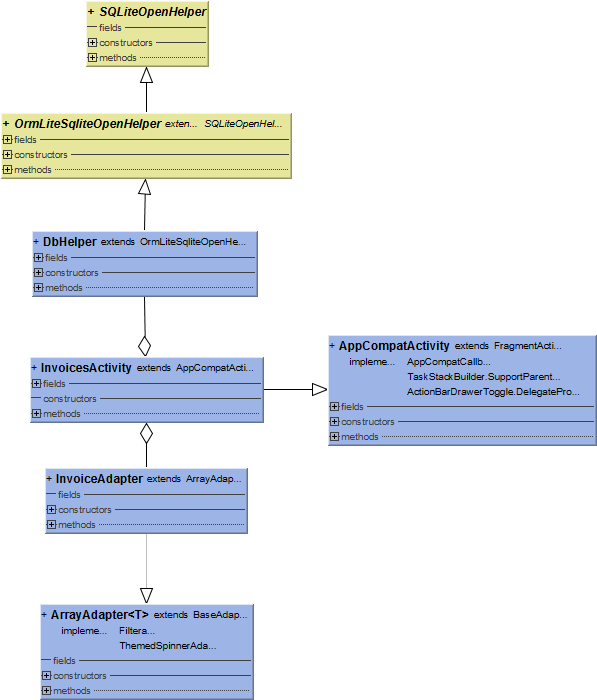 + SQLiteOpenHelper
fields
constructors
methods
+ OrmLiteSqliteOpenHelper exten... SQLiteOpenHel...
fields
constructors
methods
+ DbHelper extends OrmLiteSqliteOpenHe...
fields
constructors
methods
+ AppCompatActivity extends FragmentActi...
impleme... AppCompatCallb...
TaskStackBuilder.SupportParent...
ActionBarDrawerToggle.DelegatePro...
fields
constructors
methods
+ InvoicesActivity extends AppCompatActi...
fields
constructors
methods
+ InvoiceAdapter extends ArrayAdap...
fields
constructors
methods
+ ArrayAdapter<T> extends BaseAdap...
impleme... Filtera...
ThemedSpinnerAda...
fields
constructors
methods